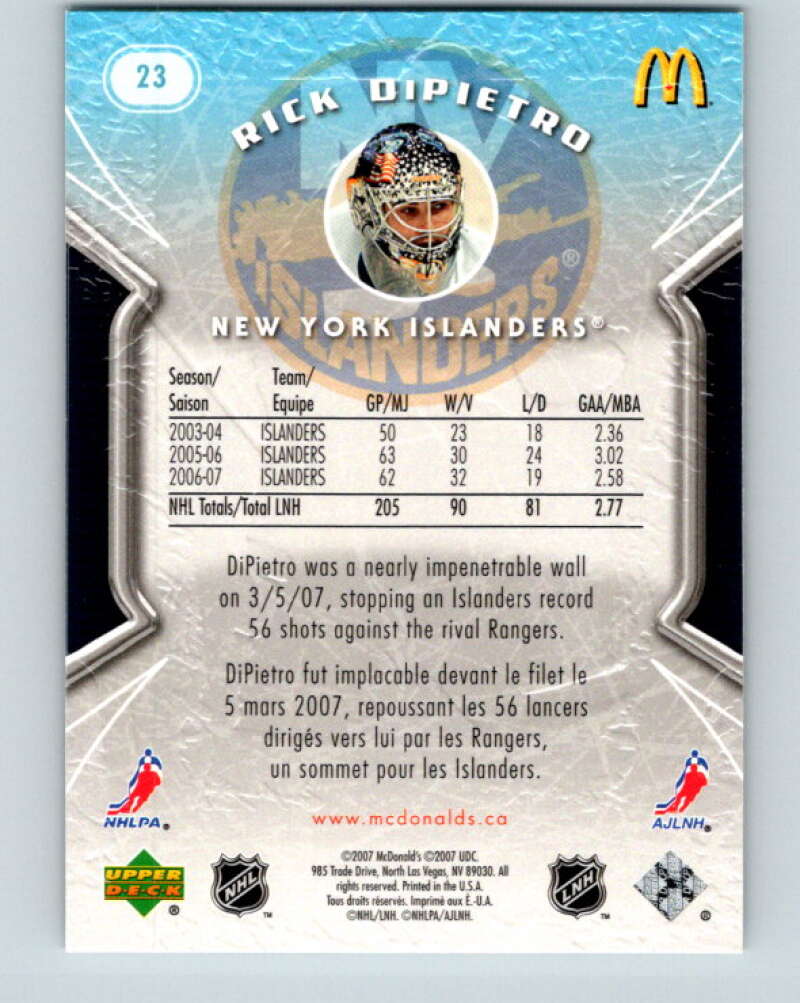 23
RICK DIPIETRO
NY
ISLANDERS®
NEW YORK ISLANDERS®
Season/ Team/
Saison Equipe GP/MJ W/V L/D GAA/MBA
2003-04 ISLANDERS 50 23 18 2.36
2005-06 ISLANDERS 63 30 24 3.02
2006-07 ISLANDERS 62 32 19 2.58
NHL Totals/Total LNH 205 90 81 2.77
DiPietro was a nearly impenetrable wall
on 3/5/07, stopping an Islanders record
56 shots against the rival Rangers.
DiPietro fut implacable devant le filet le
5 mars 2007, repoussant les 56 lancers
dirigés vers lui par les Rangers,
un sommet pour les Islanders.
NHLPA®
AJLNH®
www.mcdonalds.ca
UPPER
D·E·C·K
®
NHL
™
©2007 McDonald's ©2007 UDC.
985 Trade Drive, North Las Vegas, NV 89030. All
rights reserved. Printed in the U.S.A.
Tous droits réservés. Imprimé aux É.-U.A.
©NHL/LNH. ©NHLPA/AJLNH.
LNH
™
®